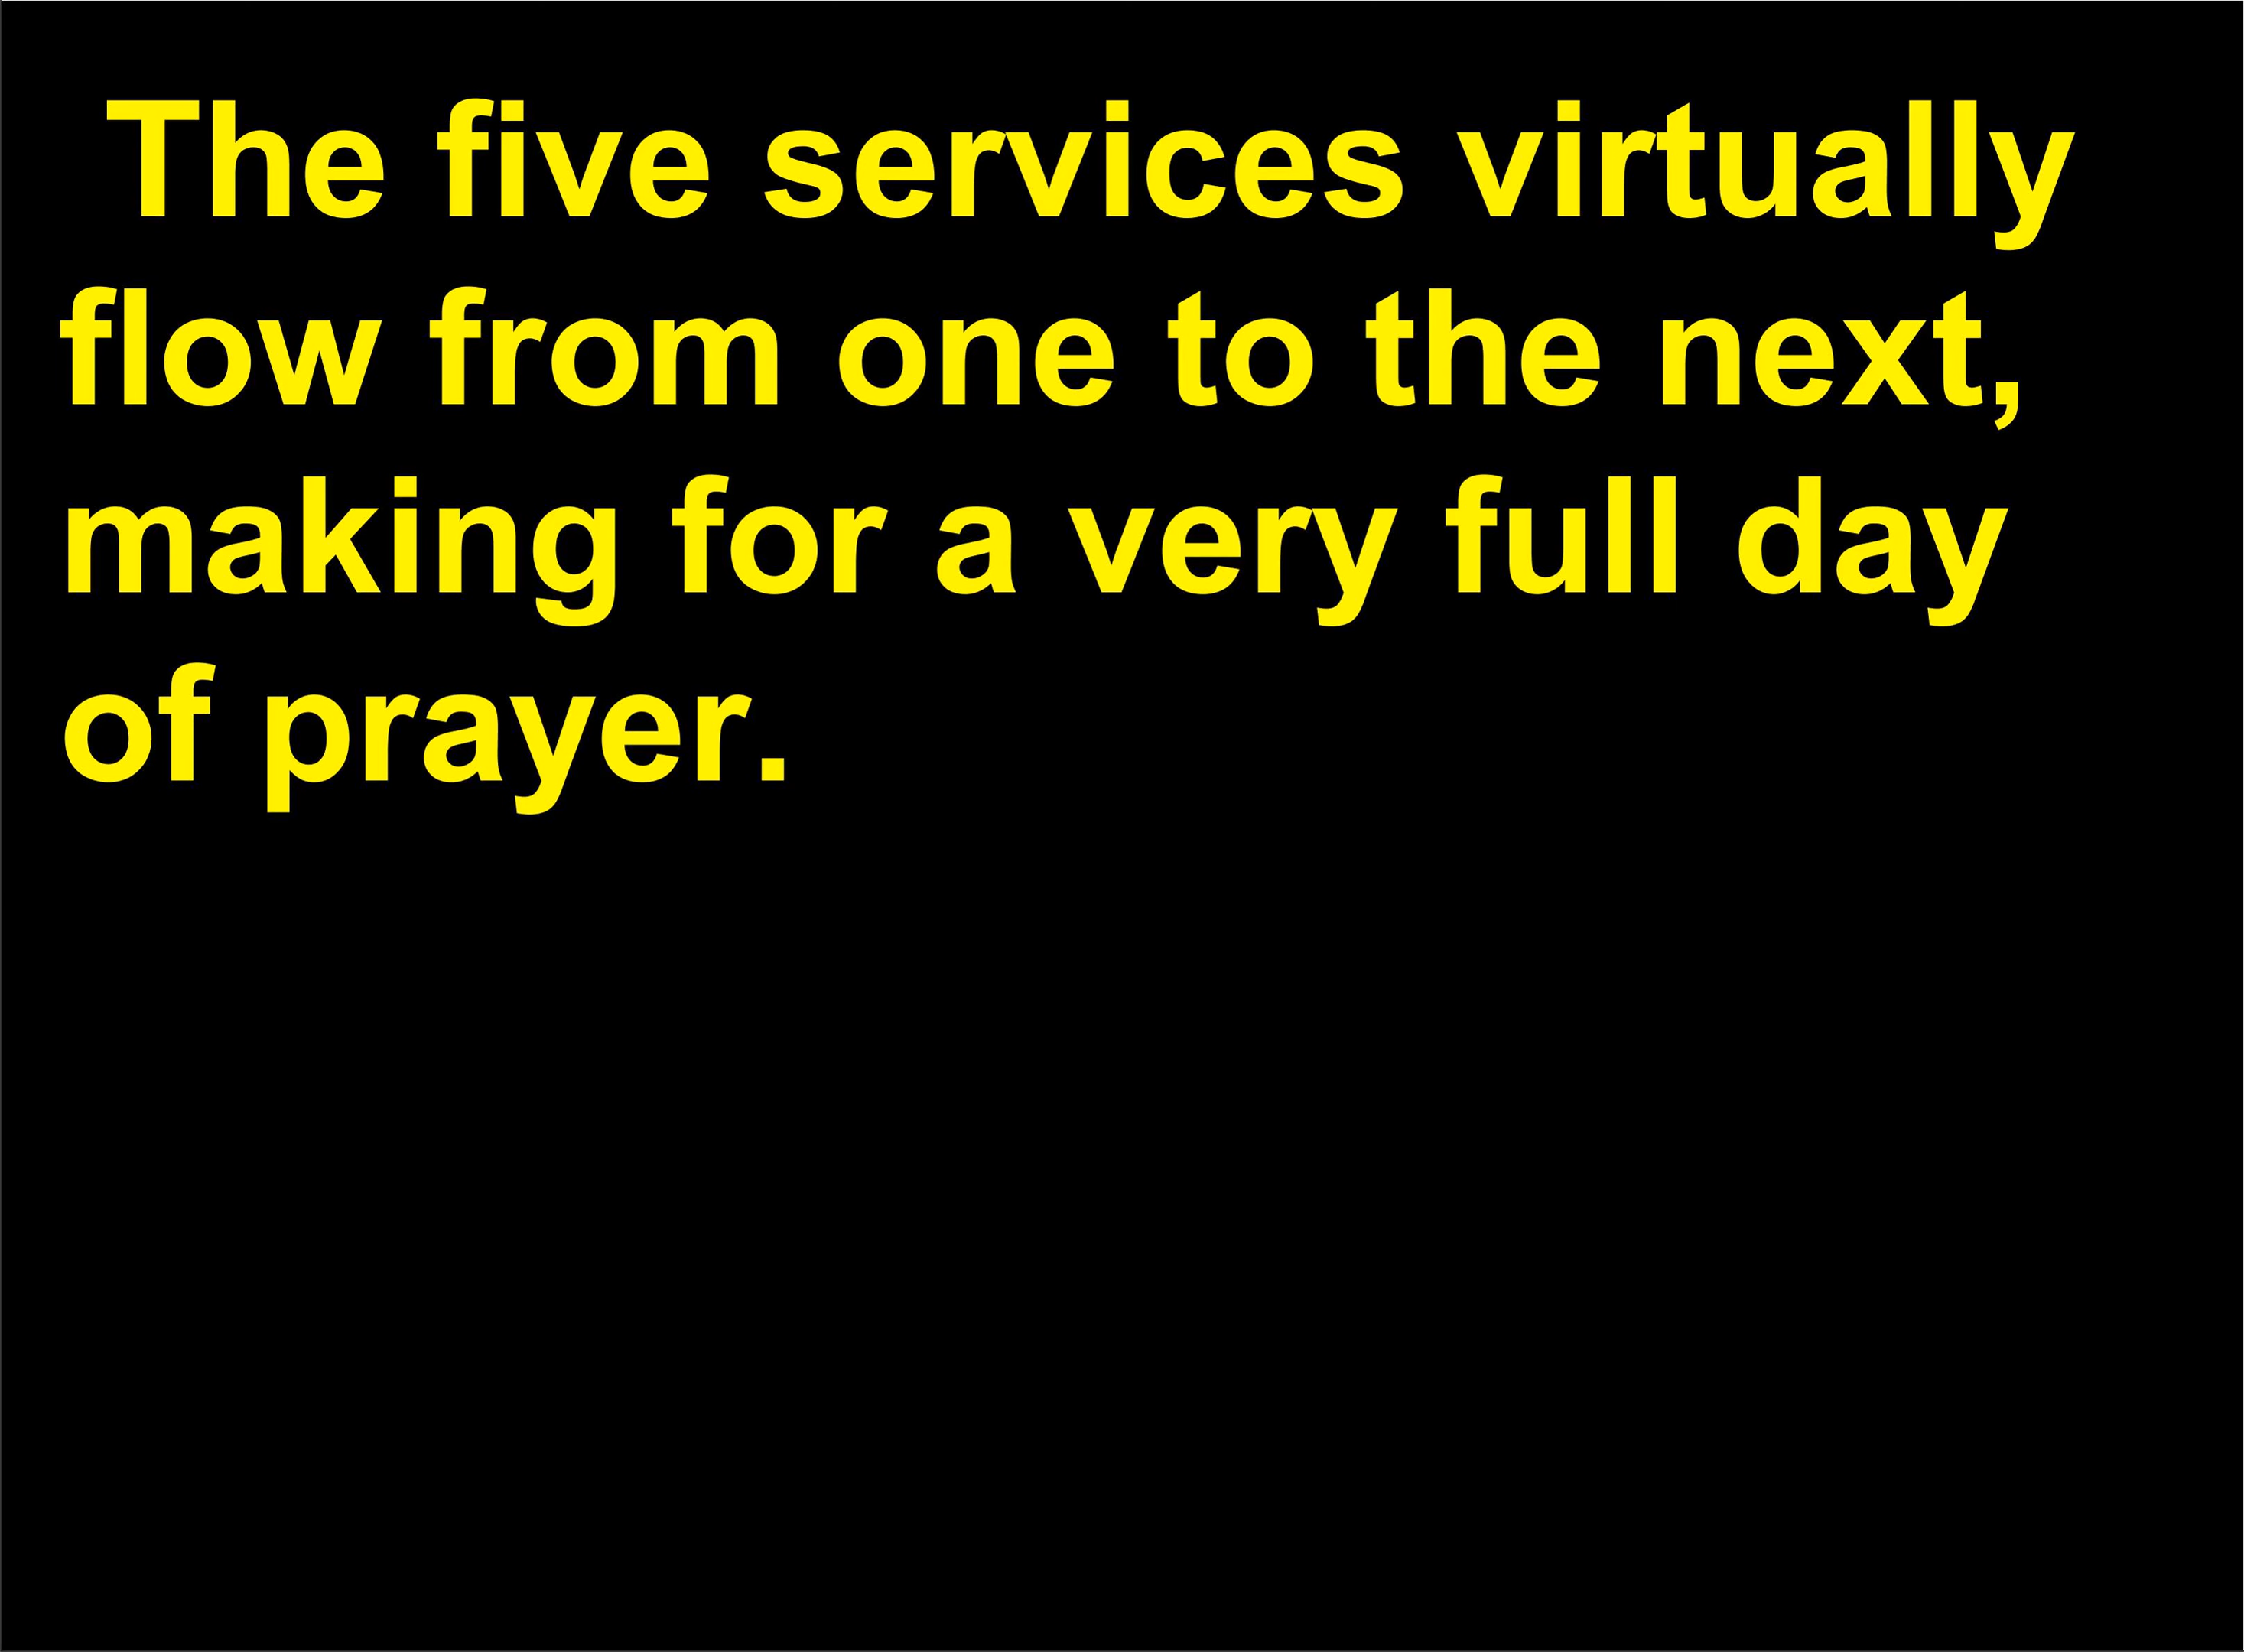 The five services virtually
flow from one to the next,
making for a very full day
of prayer.